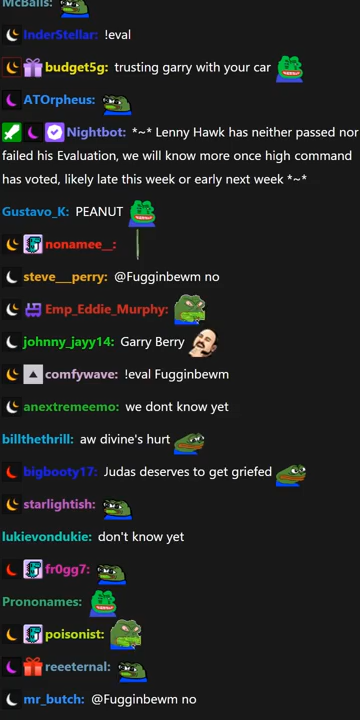 McBalls:
InderStellar: !eval
budget5g: trusting garry with your car
ATOrpheus:
Nightbot: *~* Lenny Hawk has neither passed nor
failed his Evaluation, we will know more once high command
has voted, likely late this week or early next week *~*
Gustavo_K: PEANUT
nonamee__:
steve___perry: @Fugginbewm no
Emp_Eddie_Murphy:
johnny_jayy14: Garry Berry
comfywave: !eval Fugginbewm
anextremeemo: we dont know yet
billthethrill: aw divine's hurt
bigbooty17: Judas deserves to get griefed
starlightish:
lukievondukie: don't know yet
fr0gg7:
Prononames:
poisonist:
reeeternal:
mr_butch: @Fugginbewm no